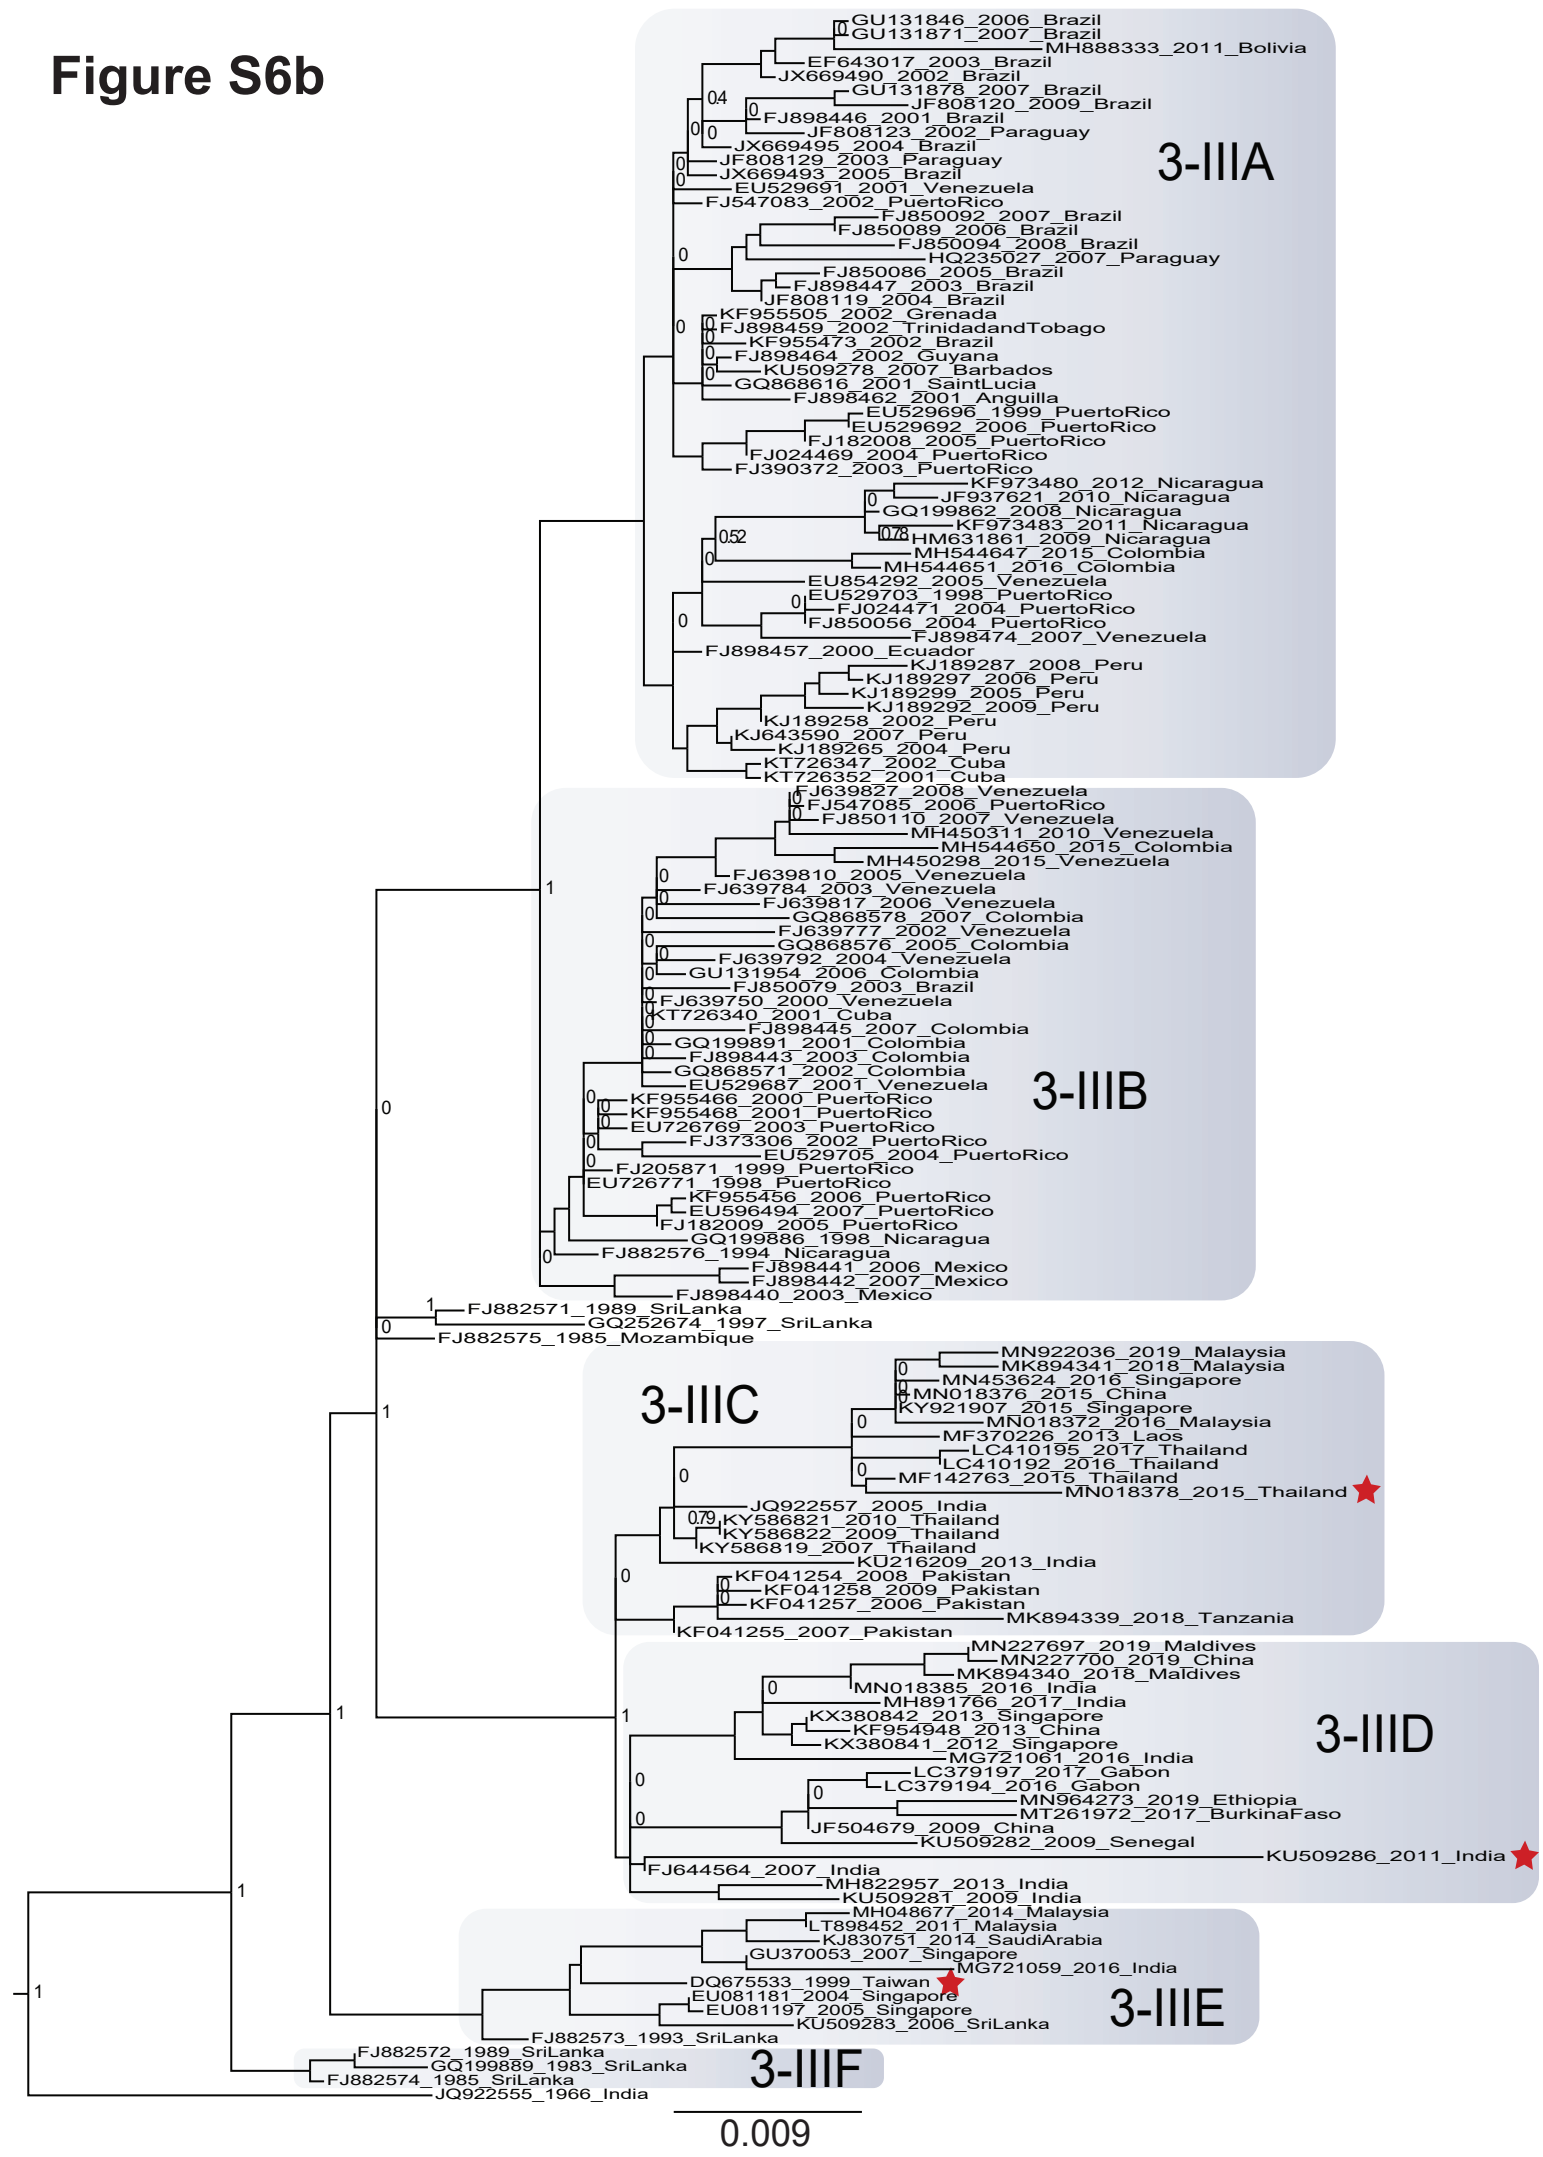 Figure S6b
GU131846_2006_Brazil
0
GU131871_2007_Brazil
MH888333_2011_Bolivia
EF643017_2003_Brazil
JX669490_2002_Brazil
GU131878_2007_Brazil
0.4
JF808120_2009_Brazil
0
FJ898446_2001_Brazil
0
0
JF808123_2002_Paraguay
JX669495_2004_Brazil
3-IIIA
0
JF808129_2003_Paraguay
JX669493_2005_Brazil
0
EU529691_2001_Venezuela
FJ547083_2002_PuertoRico
FJ850092_2007_Brazil
FJ850089_2006_Brazil
FJ850094_2008_Brazil
0
HQ235027_2007_Paraguay
FJ850086_2005_Brazil
FJ898447_2003_Brazil
JF808119_2004_Brazil
KF955505_2002_Grenada
0
0
FJ898459_2002_TrinidadandTobago
0
KF955473_2002_Brazil
0
FJ898464_2002_Guyana
0
KU509278_2007_Barbados
GQ868616_2001_SaintLucia
FJ898462_2001_Anguilla
EU529696_1999_PuertoRico
EU529692_2006_PuertoRico
FJ182008_2005_PuertoRico
FJ024469_2004_PuertoRico
FJ390372_2003_PuertoRico
KF973480_2012_Nicaragua
0
JF937621_2010_Nicaragua
GQ199862_2008_Nicaragua
KF973483_2011_Nicaragua
0.52
0.78
HM631861_2009_Nicaragua
MH544647_2015_Colombia
0
MH544651_2016_Colombia
EU854292_2005_Venezuela
EU529703_1998_PuertoRico
0
FJ024471_2004_PuertoRico
0
FJ850056_2004_PuertoRico
FJ898474_2007_Venezuela
FJ898457_2000_Ecuador
KJ189287_2008_Peru
KJ189297_2006_Peru
KJ189299_2005_Peru
KJ189292_2009_Peru
KJ189258_2002_Peru
KJ643590_2007_Peru
KJ189265_2004_Peru
KT726347_2002_Cuba
KT726352_2001_Cuba
FJ639827_2008_Venezuela
0
FJ547085_2006_PuertoRico
0
FJ850110_2007_Venezuela
MH450311_2010_Venezuela
MH544650_2015_Colombia
MH450298_2015_Venezuela
0
FJ639810_2005_Venezuela
1
FJ639784_2003_Venezuela
0
FJ639817_2006_Venezuela
0
GQ868578_2007_Colombia
FJ639777_2002_Venezuela
0
GQ868576_2005_Colombia
0
FJ639792_2004_Venezuela
0
GU131954_2006_Colombia
FJ850079_2003_Brazil
0
FJ639750_2000_Venezuela
0
KT726340_2001_Cuba
0
FJ898445_2007_Colombia
0
GQ199891_2001_Colombia
0
FJ898443_2003_Colombia
GQ868571_2002_Colombia
EU529687_2001_Venezuela
3-IIIB
0
KF955466_2000_PuertoRico
0
0
KF955468_2001_PuertoRico
0
EU726769_2003_PuertoRico
0
FJ373306_2002_PuertoRico
EU529705_2004_PuertoRico
0
FJ205871_1999_PuertoRico
EU726771_1998_PuertoRico
KF955456_2006_PuertoRico
EU596494_2007_PuertoRico
FJ182009_2005_PuertoRico
GQ199886_1998_Nicaragua
0
FJ882576_1994_Nicaragua
FJ898441_2006_Mexico
FJ898442_2007_Mexico
FJ898440_2003_Mexico
1
FJ882571_1989_SriLanka
GQ252674_1997_SriLanka
0
FJ882575_1985_Mozambique
MN922036_2019_Malaysia
0
MK894341_2018_Malaysia
MN453624_2016_Singapore
0
0
MN018376_2015_China
3-IIIC
KY921907_2015_Singapore
1
0
MN018372_2016_Malaysia
MF370226_2013_Laos
LC410195_2017_Thailand
LC410192_2016_Thailand
0
0
MF142763_2015_Thailand
MN018378_2015_Thailand
JQ922557_2005_India
0.79
KY586821_2010_Thailand
KY586822_2009_Thailand
KY586819_2007_Thailand
KU216209_2013_India
0
KF041254_2008_Pakistan
0
KF041258_2009_Pakistan
0
KF041257_2006_Pakistan
MK894339_2018_Tanzania
KF041255_2007_Pakistan
MN227697_2019_Maldives
MN227700_2019_China
MK894340_2018_Maldives
0
MN018385_2016_India
MH891766_2017_India
1
1
KX380842_2013_Singapore
KF954948_2013_China
3-IIID
KX380841_2012_Singapore
MG721061_2016_India
LC379197_2017_Gabon
0
0
LC379194_2016_Gabon
MN964273_2019_Ethiopia
0
MT261972_2017_BurkinaFaso
JF504679_2009_China
KU509282_2009_Senegal
KU509286_2011_India
FJ644564_2007_India
MH822957_2013_India
1
KU509281_2009_India
MH048677_2014_Malaysia
LT898452_2011_Malaysia
KJ830751_2014_SaudiArabia
GU370053_2007_Singapore
MG721059_2016_India
DQ675533_1999_Taiwan
1
EU081181_2004_Singapore
EU081197_2005_Singapore
3-IIIE
KU509283_2006_SriLanka
FJ882573_1993_SriLanka
FJ882572_1989_SriLanka
GQ199889_1983_SriLanka
3-IIIF
FJ882574_1985_SriLanka
JQ922555_1966_India
0.009